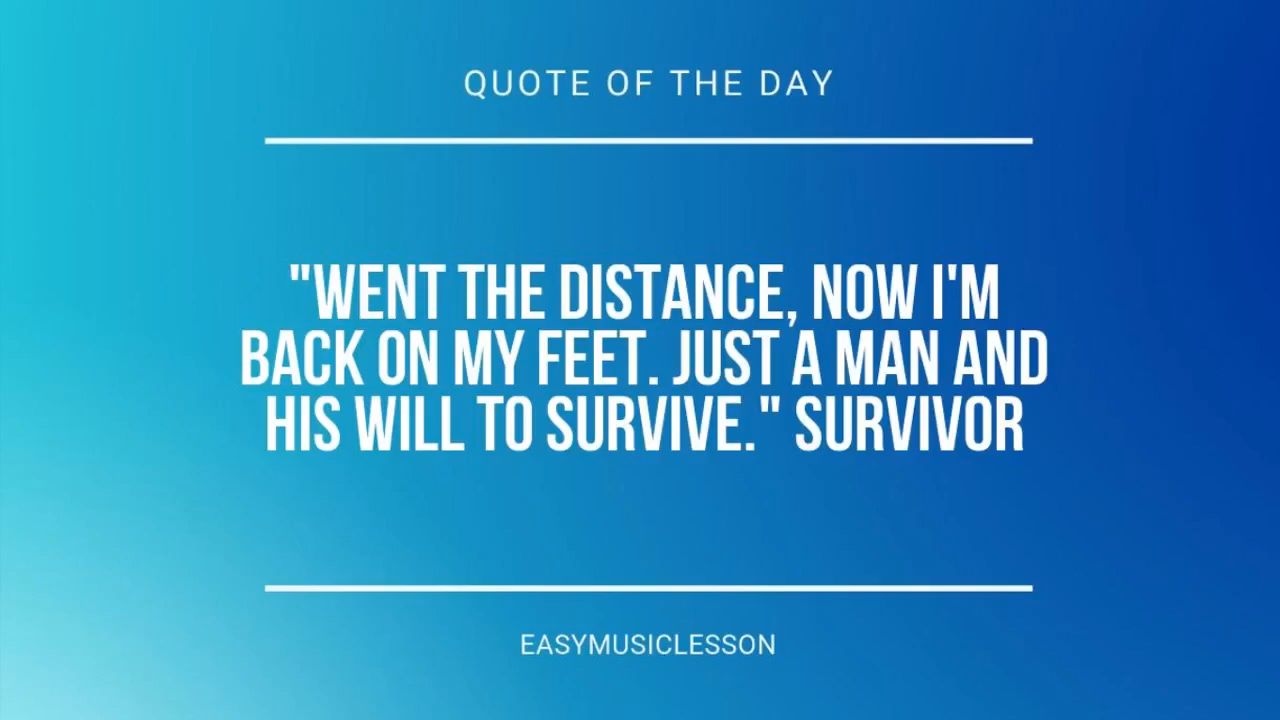 QUOTE OF THE DAY
"WENT THE DISTANCE, NOW I'M
BACK ON MY FEET. JUST A MAN AND
HIS WILL TO SURVIVE." SURVIVOR
EASYMUSICLESSON